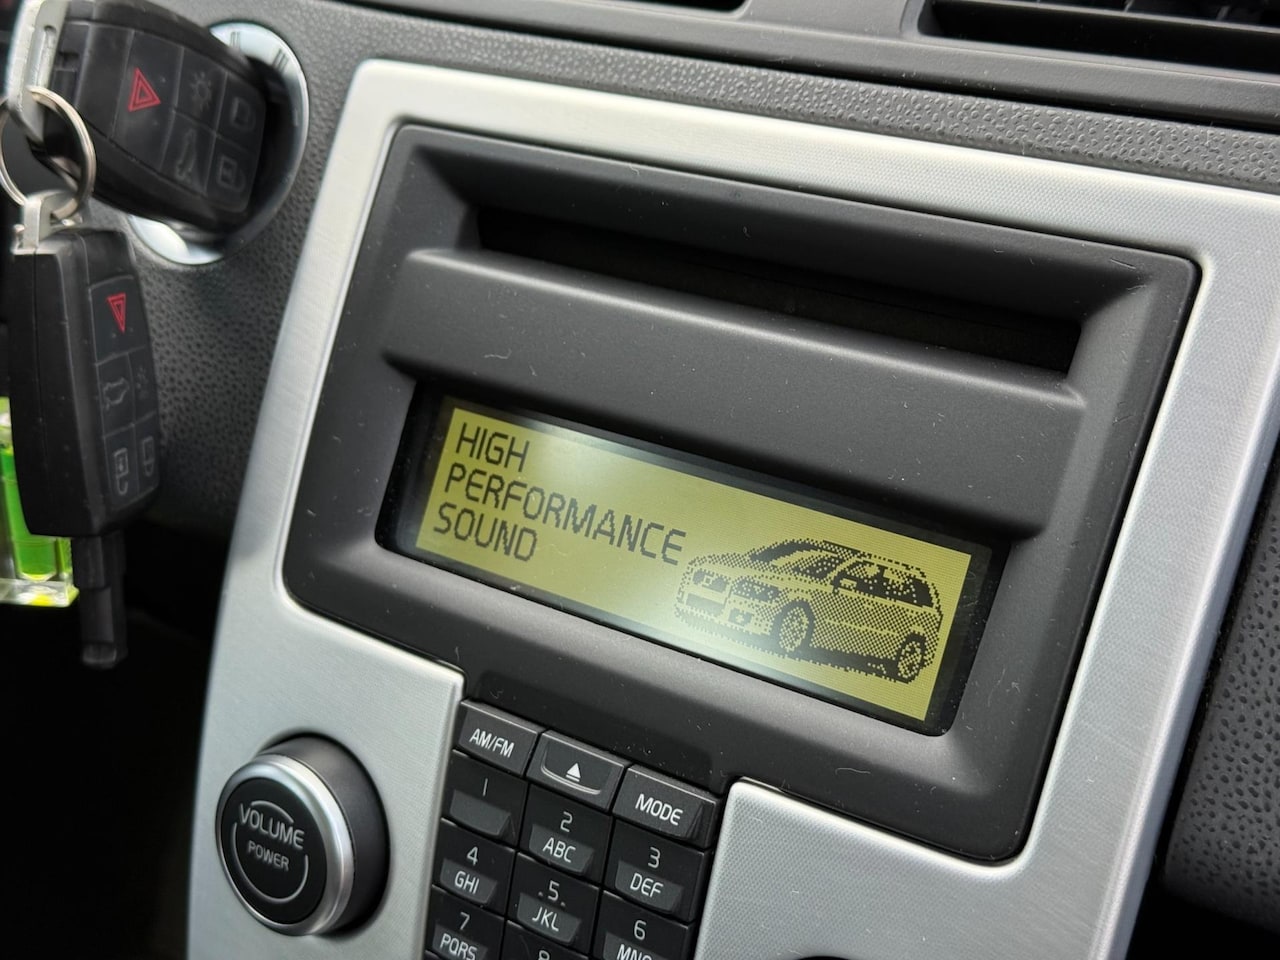 HIGH
PERFORMANCE
SOUND
AM/FM
MODE
1
2
ABC
3
DEF
4
GHI
.5.
JKL
6
7
PQRS
VOLUME
POWER